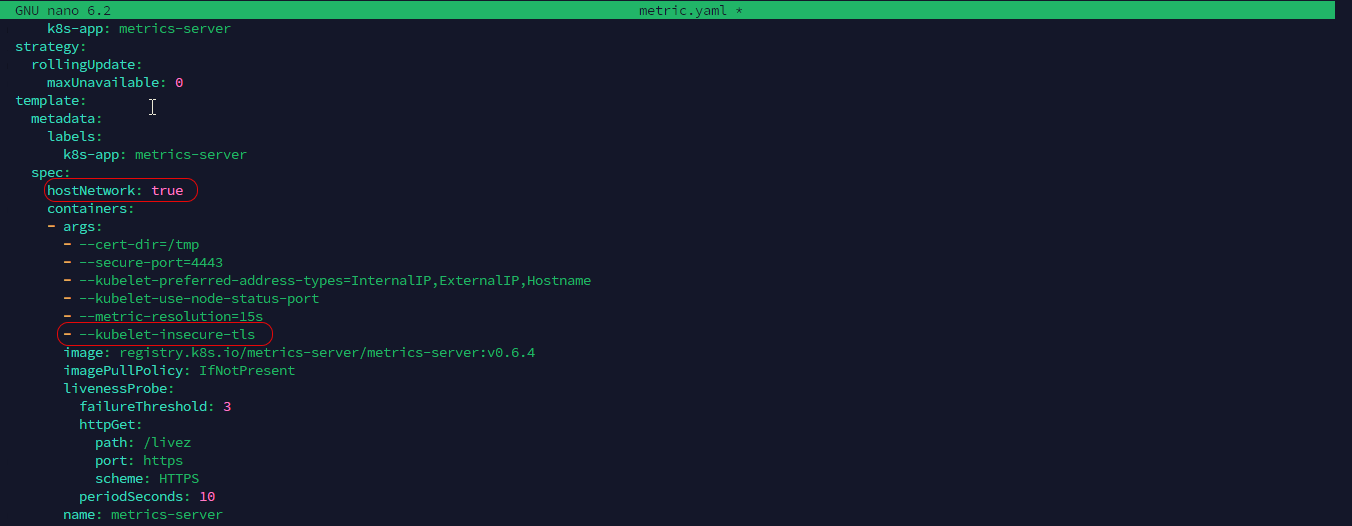 GNU nano 6.2 metric.yaml *
k8s-app: metrics-server
strategy:
rollingUpdate:
maxUnavailable: 0
template:
metadata:
labels:
k8s-app: metrics-server
spec:
hostNetwork: true
containers:
- args:
- --cert-dir=/tmp
- --secure-port=4443
- --kubelet-preferred-address-types=InternalIP,ExternalIP,Hostname
- --kubelet-use-node-status-port
- --metric-resolution=15s
- --kubelet-insecure-tls
image: registry.k8s.io/metrics-server/metrics-server:v0.6.4
imagePullPolicy: IfNotPresent
livenessProbe:
failureThreshold: 3
httpGet:
path: /livez
port: https
scheme: HTTPS
periodSeconds: 10
name: metrics-server